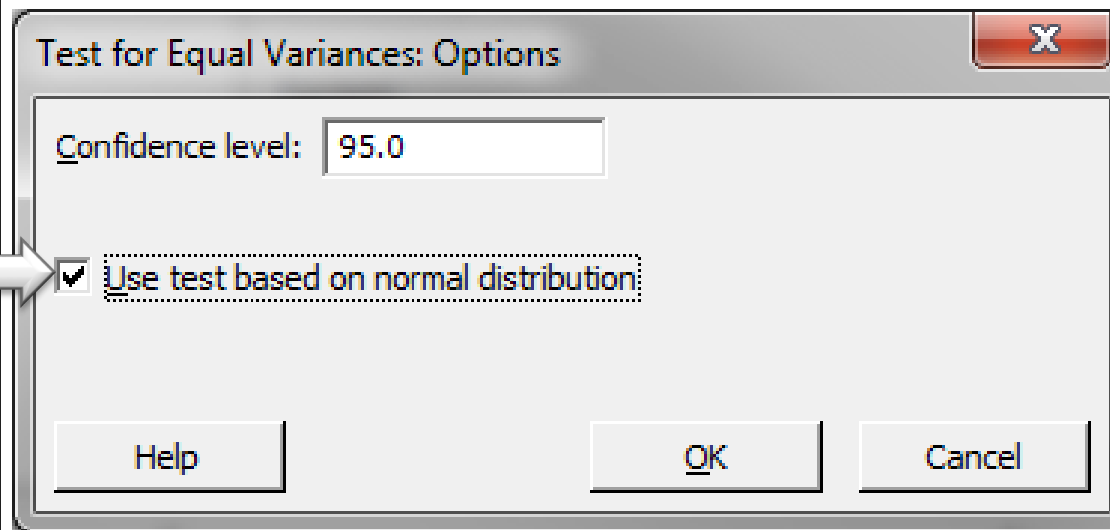 Test for Equal Variances: Options
Confidence level: 95.0
Use test based on normal distribution
Help OK Cancel